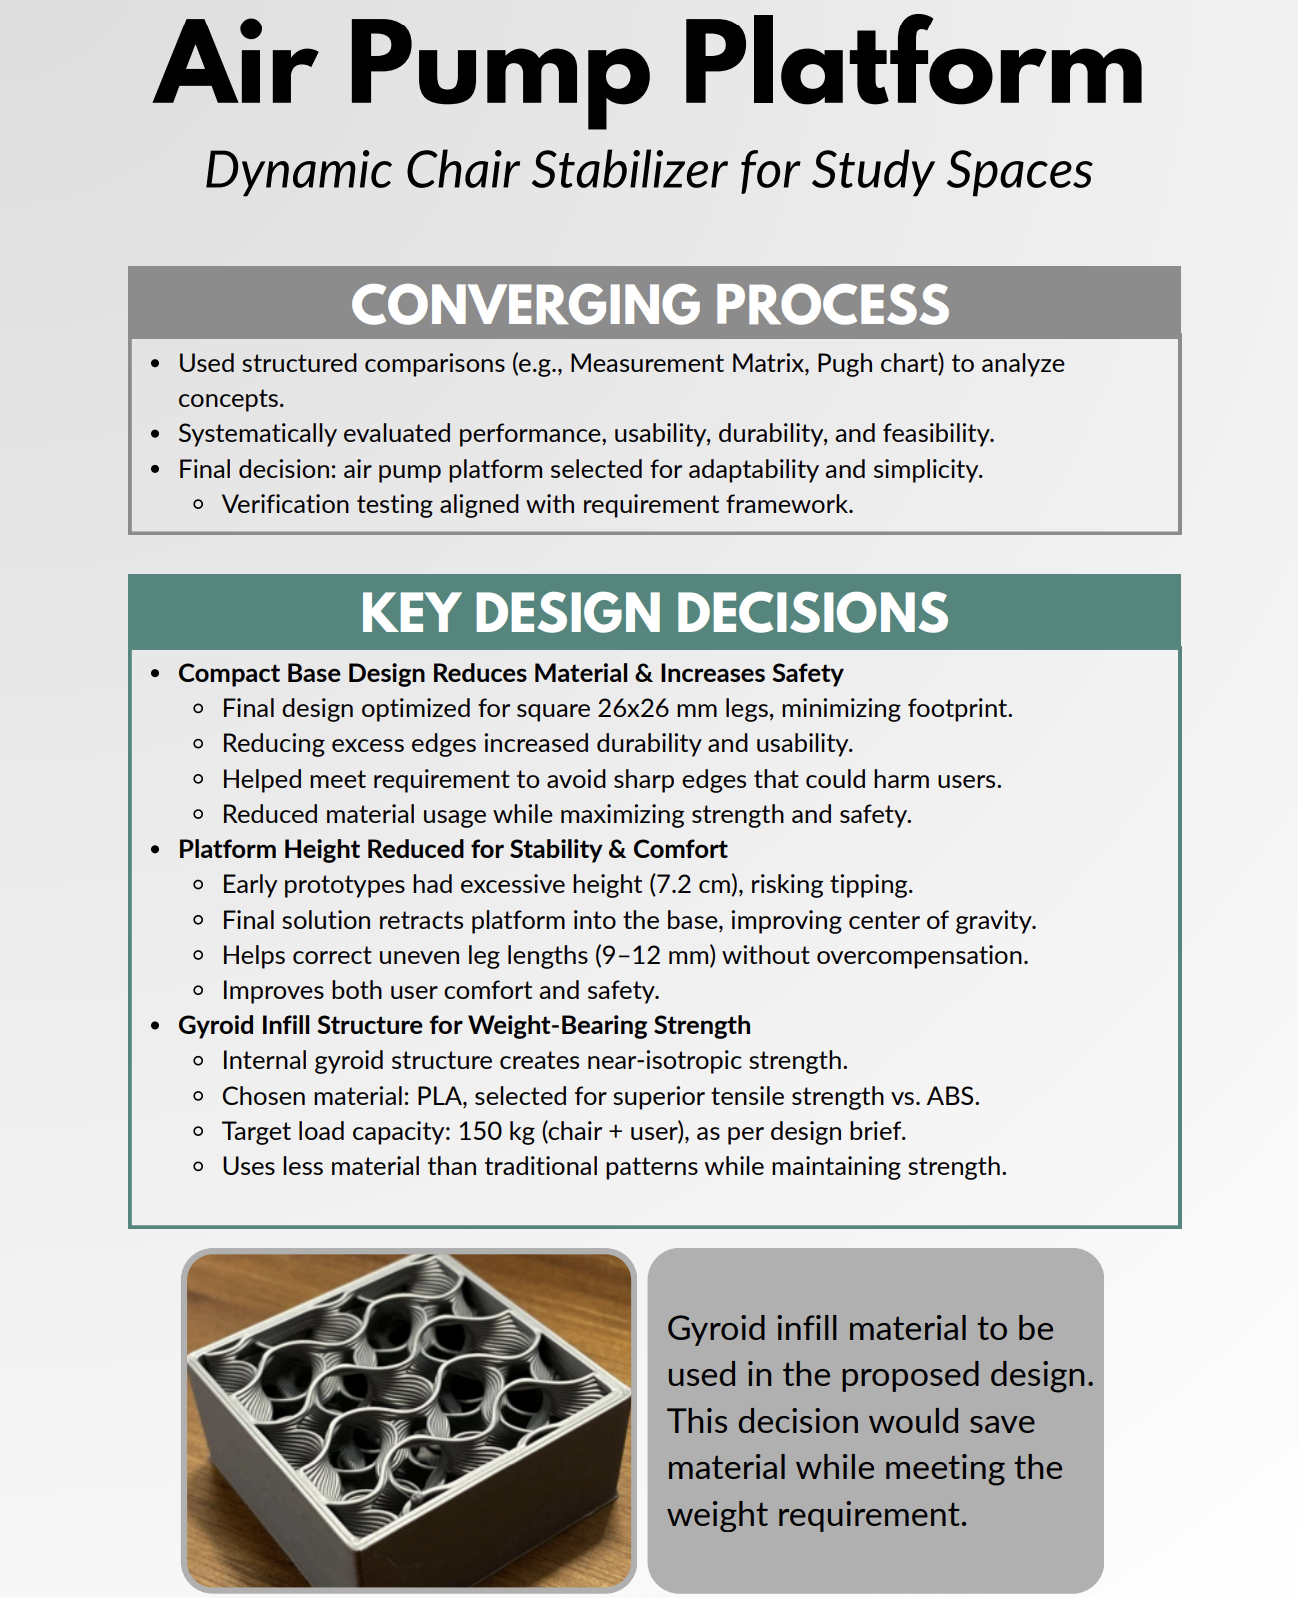 Air Pump Platform
Dynamic Chair Stabilizer for Study Spaces
CONVERGING PROCESS
• Used structured comparisons (e.g., Measurement Matrix, Pugh chart) to analyze
concepts.
• Systematically evaluated performance, usability, durability, and feasibility.
• Final decision: air pump platform selected for adaptability and simplicity.
◦ Verification testing aligned with requirement framework.
KEY DESIGN DECISIONS
• Compact Base Design Reduces Material & Increases Safety
◦ Final design optimized for square 26x26 mm legs, minimizing footprint.
◦ Reducing excess edges increased durability and usability.
◦ Helped meet requirement to avoid sharp edges that could harm users.
◦ Reduced material usage while maximizing strength and safety.
• Platform Height Reduced for Stability & Comfort
◦ Early prototypes had excessive height (7.2 cm), risking tipping.
◦ Final solution retracts platform into the base, improving center of gravity.
◦ Helps correct uneven leg lengths (9–12 mm) without overcompensation.
◦ Improves both user comfort and safety.
• Gyroid Infill Structure for Weight-Bearing Strength
◦ Internal gyroid structure creates near-isotropic strength.
◦ Chosen material: PLA, selected for superior tensile strength vs. ABS.
◦ Target load capacity: 150 kg (chair + user), as per design brief.
◦ Uses less material than traditional patterns while maintaining strength.
Gyroid infill material to be
used in the proposed design.
This decision would save
material while meeting the
weight requirement.